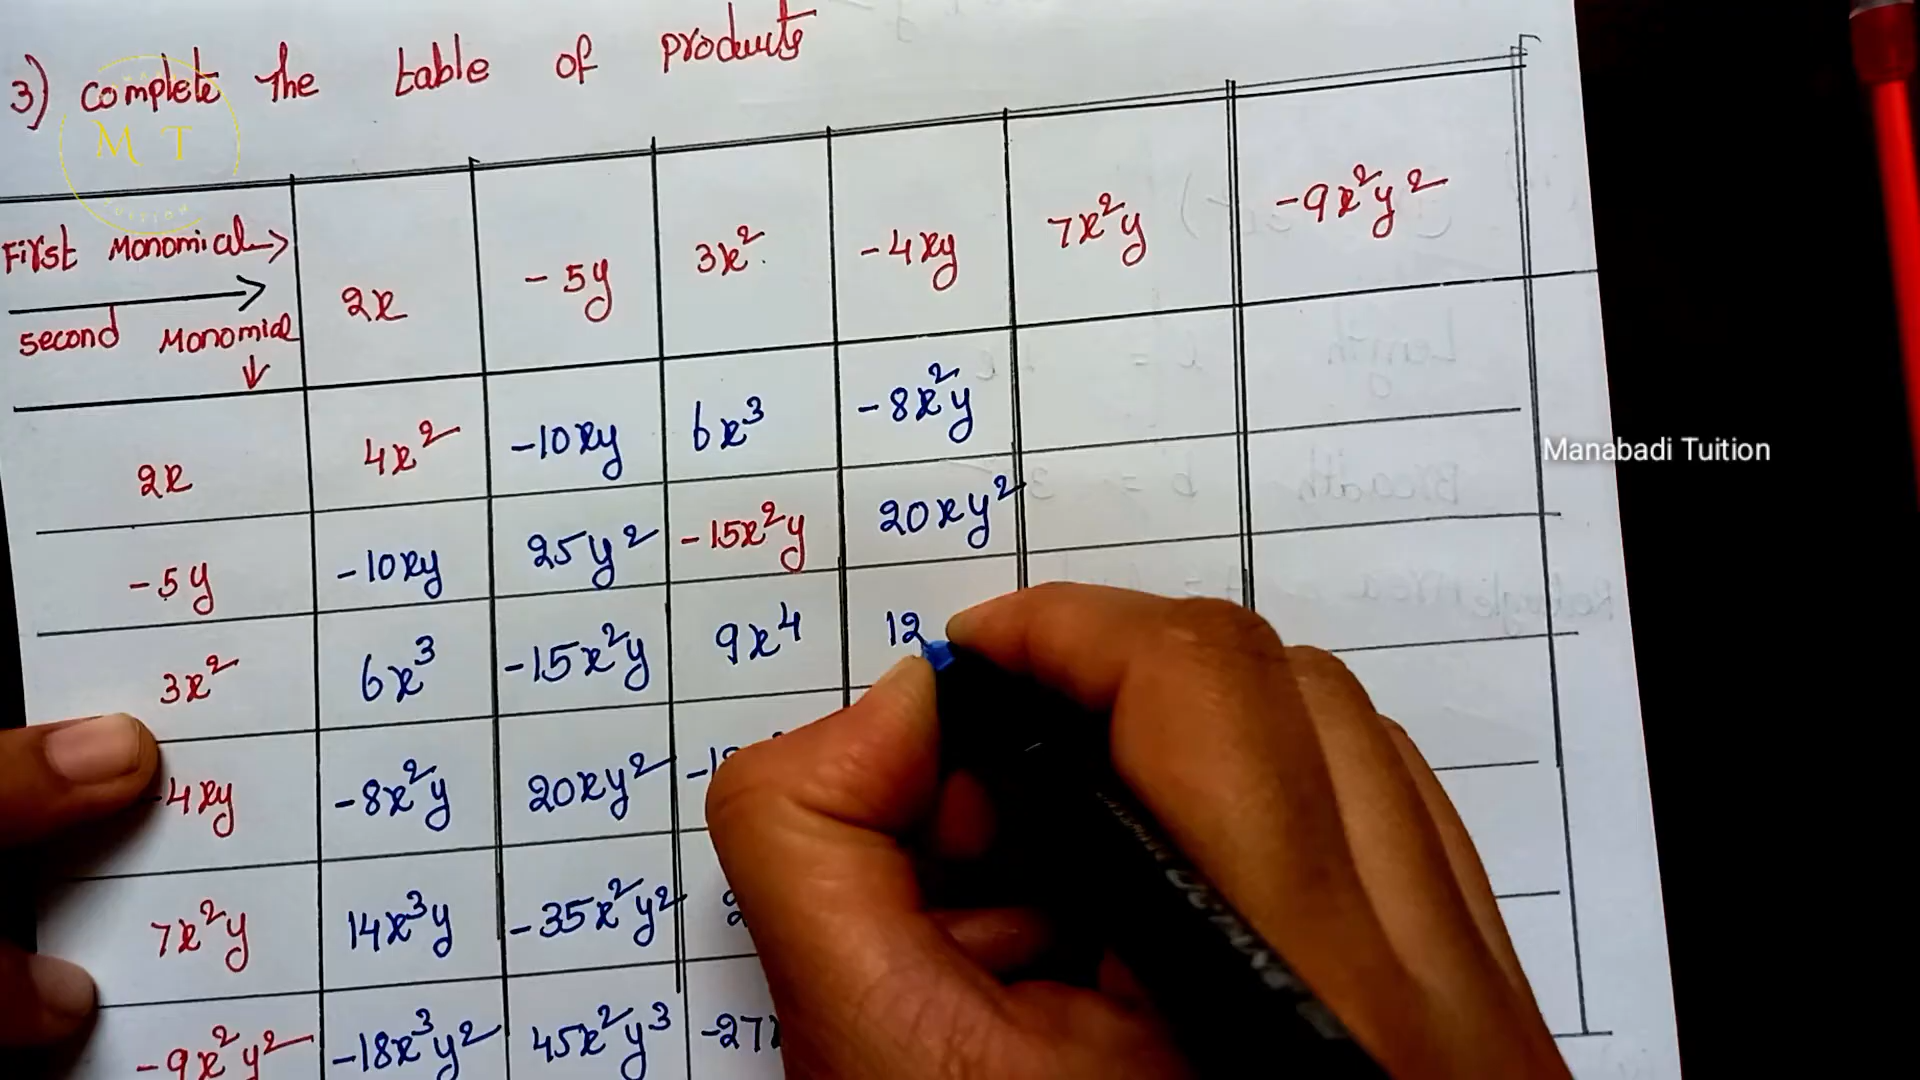 3) complete the table of products
MT
TUITION
First Monomial → 2x -5y 3x² -4xy 7x²y -9x²y²
second Monomial ↓
2x 4x² -10xy 6x³ -8x²y
-5y -10xy 25y² -15x²y 20xy²
3x² 6x³ -15x²y 9x⁴ 12
4xy -8x²y 20xy²
7x²y 14x³y -35x²y²
-9x²y² -18x³y² 45x²y³ -27
Manabadi Tuition